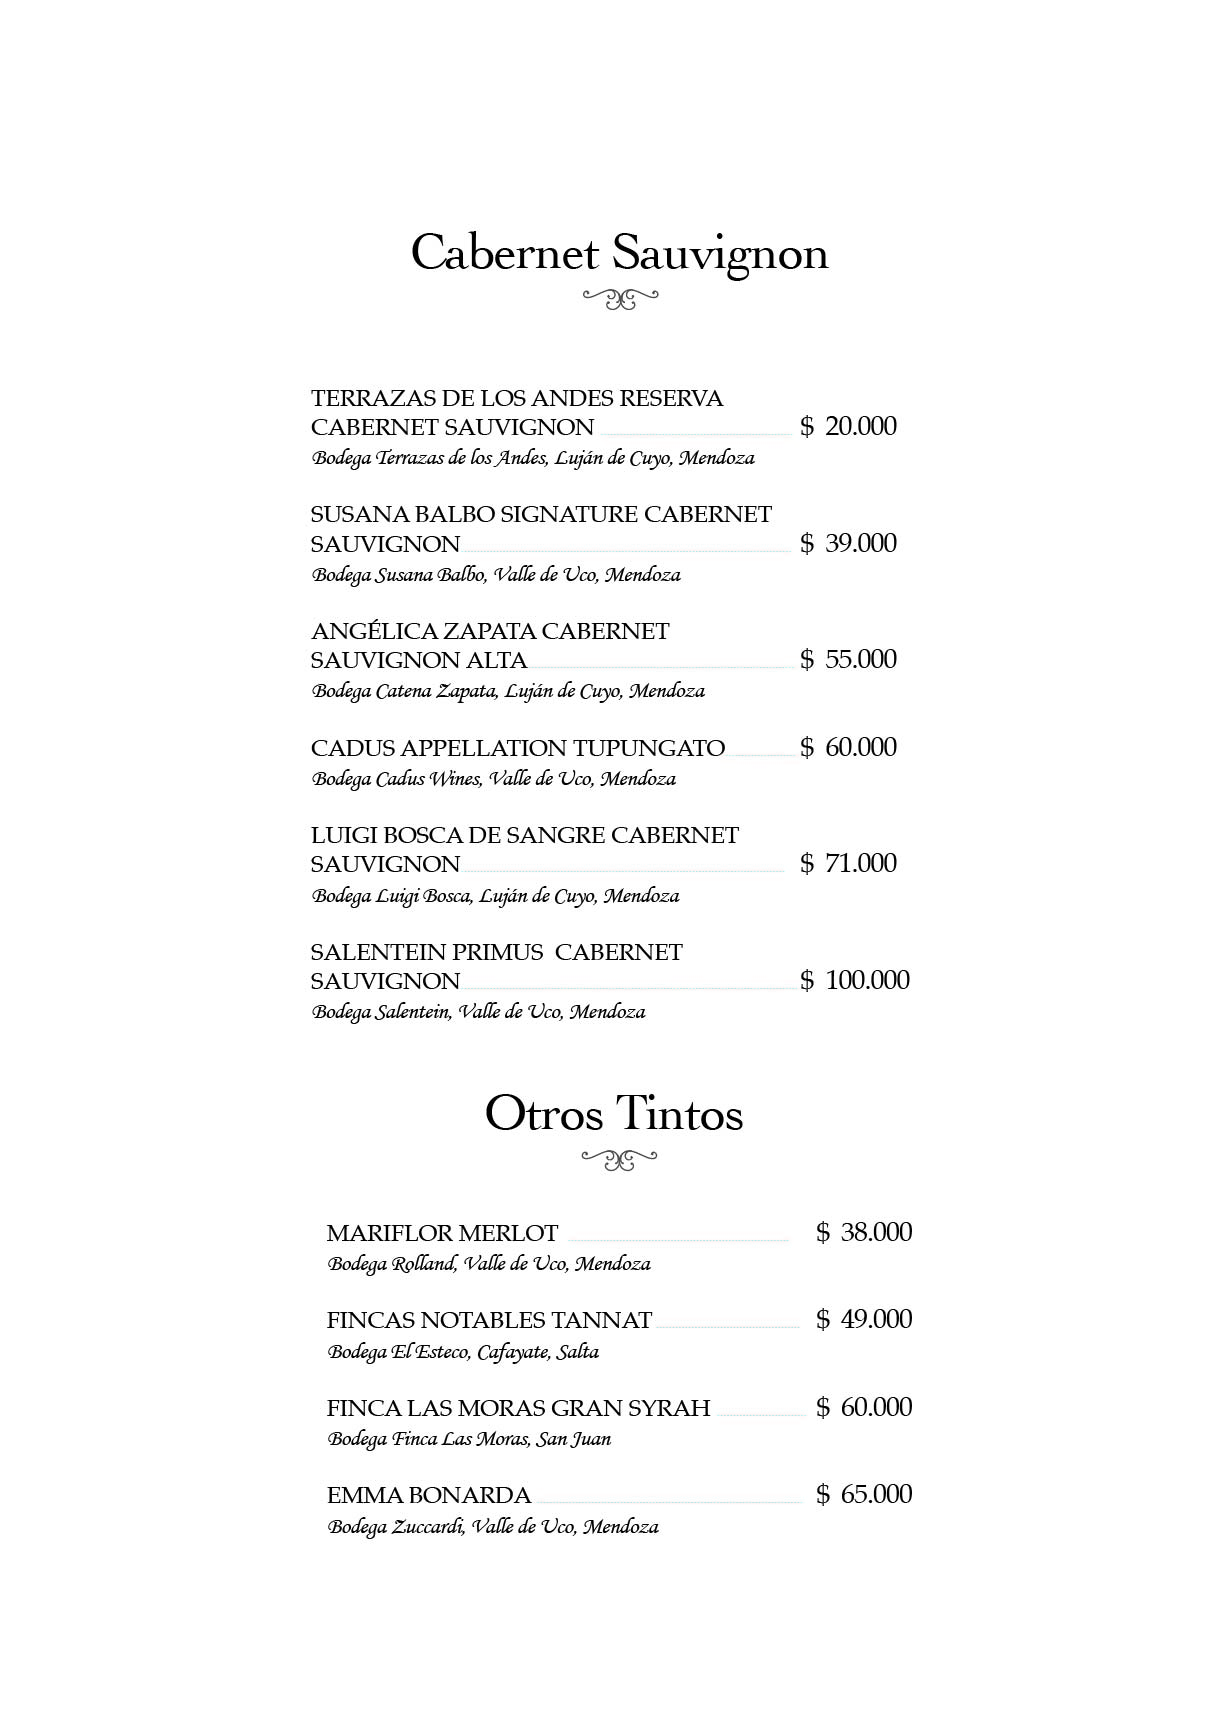 Cabernet Sauvignon
TERRAZAS DE LOS ANDES RESERVA
CABERNET SAUVIGNON $ 20.000
Bodega Terrazas de los Andes, Luján de Cuyo, Mendoza
SUSANA BALBO SIGNATURE CABERNET
SAUVIGNON $ 39.000
Bodega Susana Balbo, Valle de Uco, Mendoza
ANGÉLICA ZAPATA CABERNET
SAUVIGNON ALTA $ 55.000
Bodega Catena Zapata, Luján de Cuyo, Mendoza
CADUS APPELLATION TUPUNGATO $ 60.000
Bodega Cadus Wines, Valle de Uco, Mendoza
LUIGI BOSCA DE SANGRE CABERNET
SAUVIGNON $ 71.000
Bodega Luigi Bosca, Luján de Cuyo, Mendoza
SALENTEIN PRIMUS CABERNET
SAUVIGNON $ 100.000
Bodega Salentein, Valle de Uco, Mendoza
Otros Tintos
MARIFLOR MERLOT $ 38.000
Bodega Rolland, Valle de Uco, Mendoza
FINCAS NOTABLES TANNAT $ 49.000
Bodega El Esteco, Cafayate, Salta
FINCA LAS MORAS GRAN SYRAH $ 60.000
Bodega Finca Las Moras, San Juan
EMMA BONARDA $ 65.000
Bodega Zuccardi, Valle de Uco, Mendoza